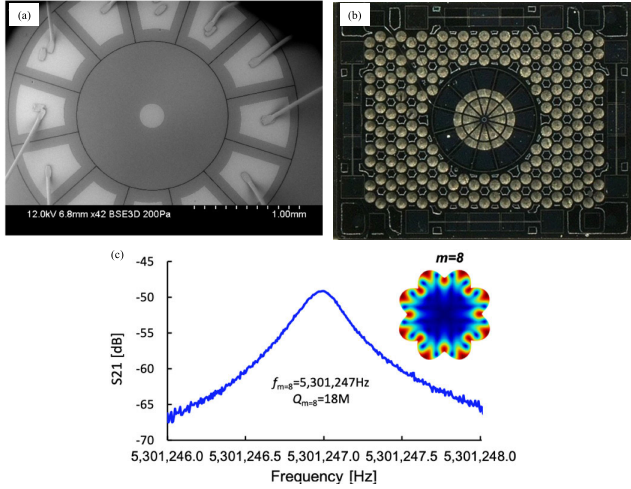 (a)
(b)
12.0kV 6.8mm x42 BSE3D 200Pa
1.00mm
(c)
m=8
-45
-50
-55
-60
-65
-70
S21 [dB]
fm=8=5,301,247Hz
Qm=8=18M
5,301,246.0 5,301,246.5 5,301,247.0 5,301,247.5 5,301,248.0
Frequency [Hz]